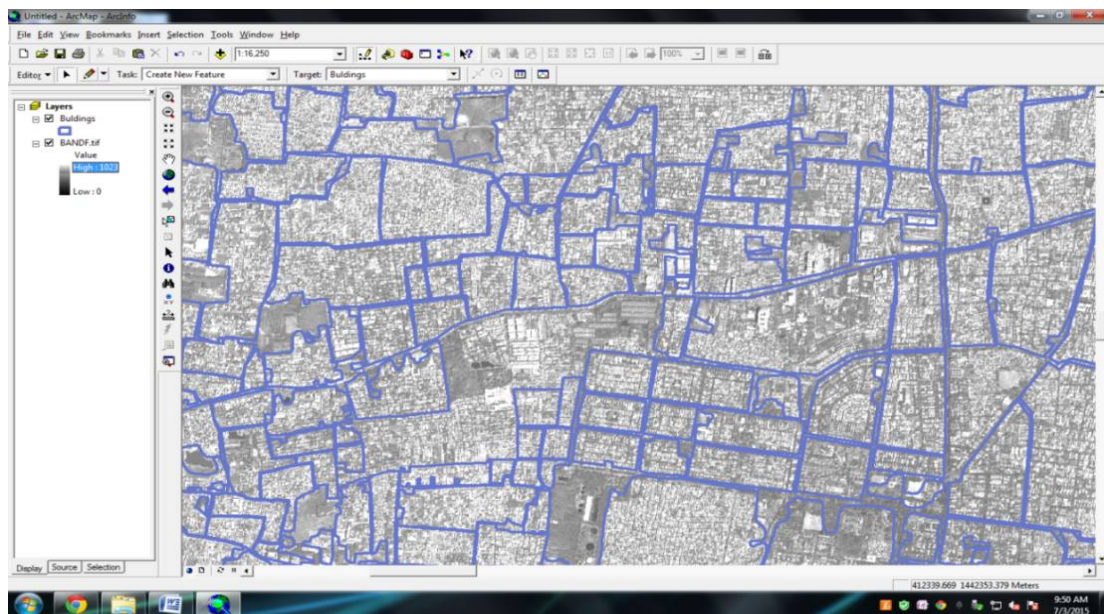 Untitled - ArcMap - ArcInfo
File Edit View Bookmarks Insert Selection Tools Window Help
1:16,250 100%
Editor Task: Create New Feature Target: Buldings
Layers
Buldings
BANDF.tif
Value
High : 1023
Low : 0
Display Source Selection
412339.669 1442353.379 Meters
9:50 AM
7/3/2015